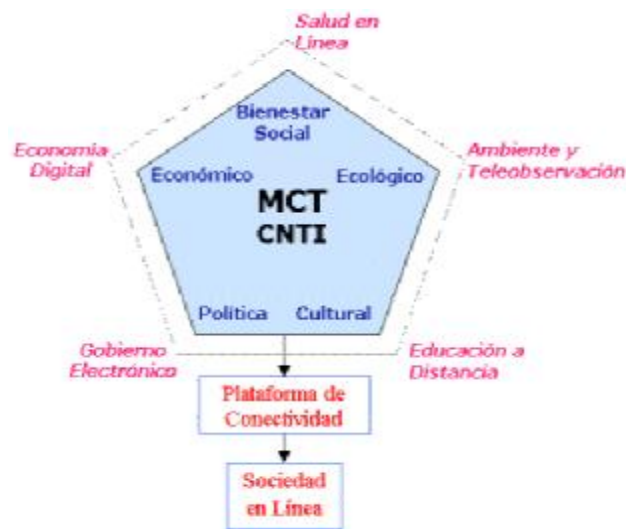 Salud en
Línea
Bienestar
Social
Economía
Digital
Ambiente y
Teleobservación
Económico
Ecológico
MCT
CNTI
Política
Cultural
Gobierno
Electrónico
Educación a
Distancia
Plataforma de
Conectividad
Sociedad
en Línea